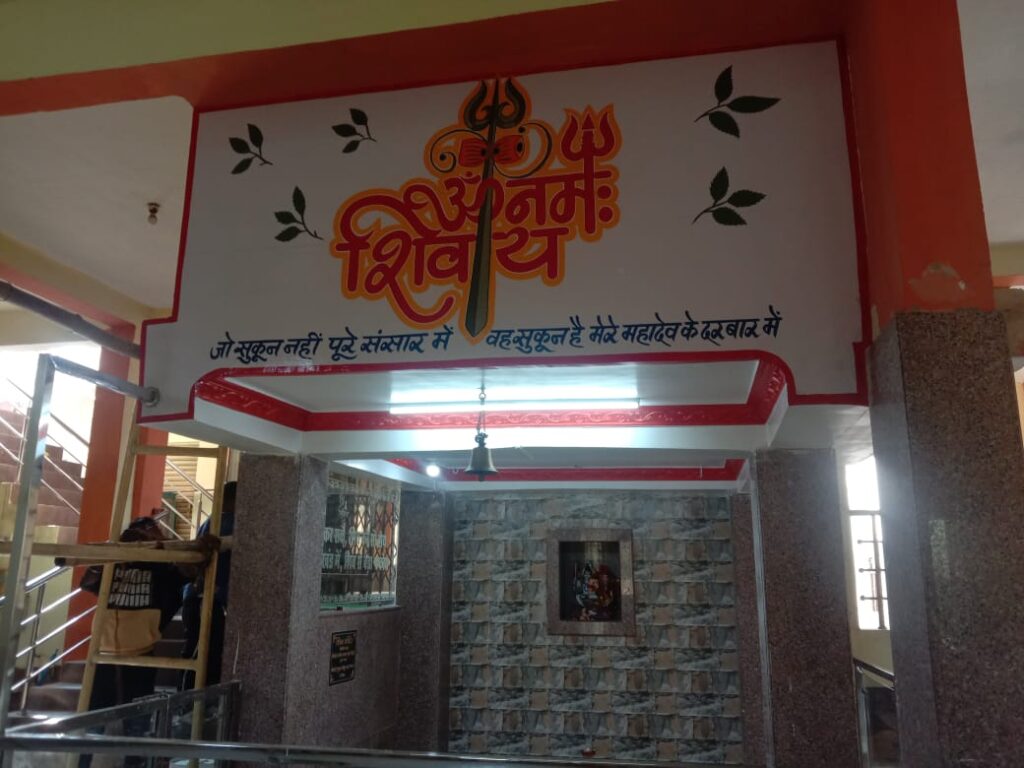 ॐ नमः
शिवाय
जो सुकून नहीं पूरे संसार में वह सुकून है मेरे महादेव के दरबार में